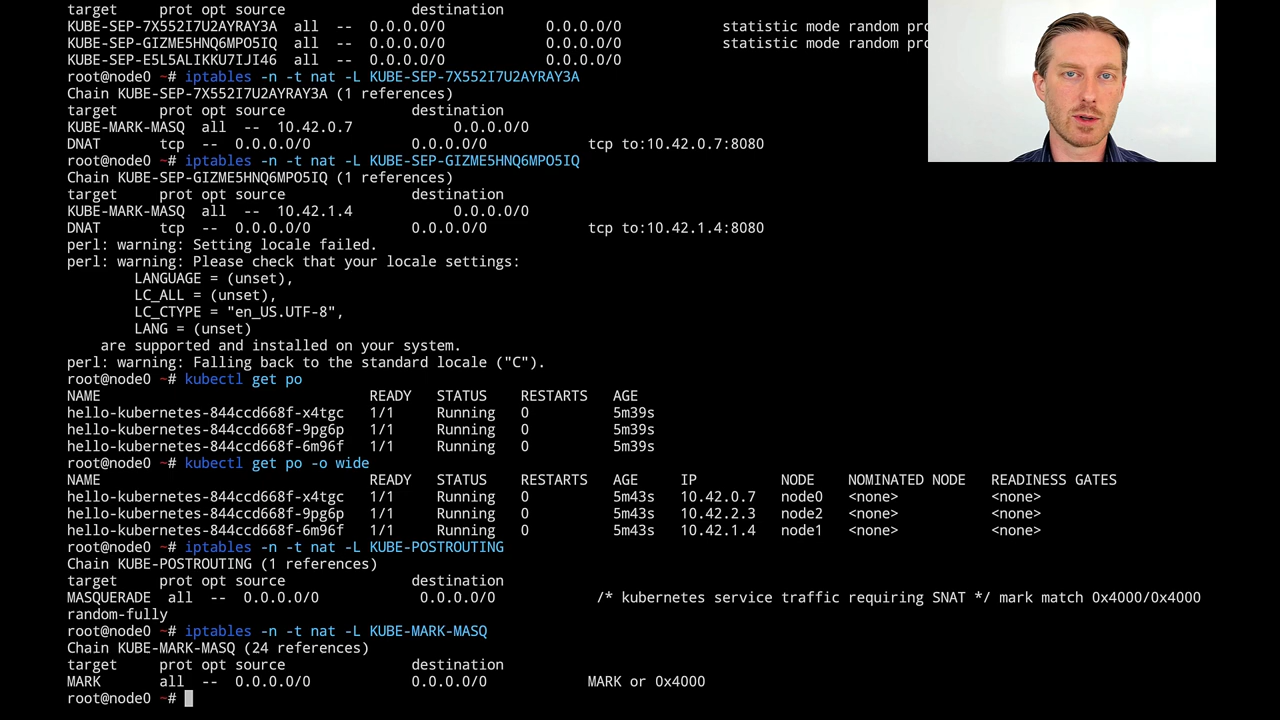 target     prot opt source               destination
KUBE-SEP-7X552I7U2AYRAY3A  all  --  0.0.0.0/0            0.0.0.0/0            statistic mode random
KUBE-SEP-GIZME5HNQ6MPO5IQ  all  --  0.0.0.0/0            0.0.0.0/0            statistic mode random
KUBE-SEP-E5L5ALIKKU7IJI46  all  --  0.0.0.0/0            0.0.0.0/0
root@node0 ~# iptables -n -t nat -L KUBE-SEP-7X552I7U2AYRAY3A
Chain KUBE-SEP-7X552I7U2AYRAY3A (1 references)
target     prot opt source               destination
KUBE-MARK-MASQ  all  --  10.42.0.7            0.0.0.0/0
DNAT       tcp  --  0.0.0.0/0            0.0.0.0/0            tcp to:10.42.0.7:8080
root@node0 ~# iptables -n -t nat -L KUBE-SEP-GIZME5HNQ6MPO5IQ
Chain KUBE-SEP-GIZME5HNQ6MPO5IQ (1 references)
target     prot opt source               destination
KUBE-MARK-MASQ  all  --  10.42.1.4            0.0.0.0/0
DNAT       tcp  --  0.0.0.0/0            0.0.0.0/0            tcp to:10.42.1.4:8080
perl: warning: Setting locale failed.
perl: warning: Please check that your locale settings:
        LANGUAGE = (unset),
        LC_ALL = (unset),
        LC_CTYPE = "en_US.UTF-8",
        LANG = (unset)
    are supported and installed on your system.
perl: warning: Falling back to the standard locale ("C").
root@node0 ~# kubectl get po
NAME                                READY   STATUS    RESTARTS   AGE
hello-kubernetes-844ccd668f-x4tgc   1/1     Running   0          5m39s
hello-kubernetes-844ccd668f-9pg6p   1/1     Running   0          5m39s
hello-kubernetes-844ccd668f-6m96f   1/1     Running   0          5m39s
root@node0 ~# kubectl get po -o wide
NAME                                READY   STATUS    RESTARTS   AGE     IP          NODE    NOMINATED NODE   READINESS GATES
hello-kubernetes-844ccd668f-x4tgc   1/1     Running   0          5m43s   10.42.0.7   node0   <none>           <none>
hello-kubernetes-844ccd668f-9pg6p   1/1     Running   0          5m43s   10.42.2.3   node2   <none>           <none>
hello-kubernetes-844ccd668f-6m96f   1/1     Running   0          5m43s   10.42.1.4   node1   <none>           <none>
root@node0 ~# iptables -n -t nat -L KUBE-POSTROUTING
Chain KUBE-POSTROUTING (1 references)
target     prot opt source               destination
MASQUERADE  all  --  0.0.0.0/0            0.0.0.0/0            /* kubernetes service traffic requiring SNAT */ mark match 0x4000/0x4000
random-fully
root@node0 ~# iptables -n -t nat -L KUBE-MARK-MASQ
Chain KUBE-MARK-MASQ (24 references)
target     prot opt source               destination
MARK       all  --  0.0.0.0/0            0.0.0.0/0            MARK or 0x4000
root@node0 ~#